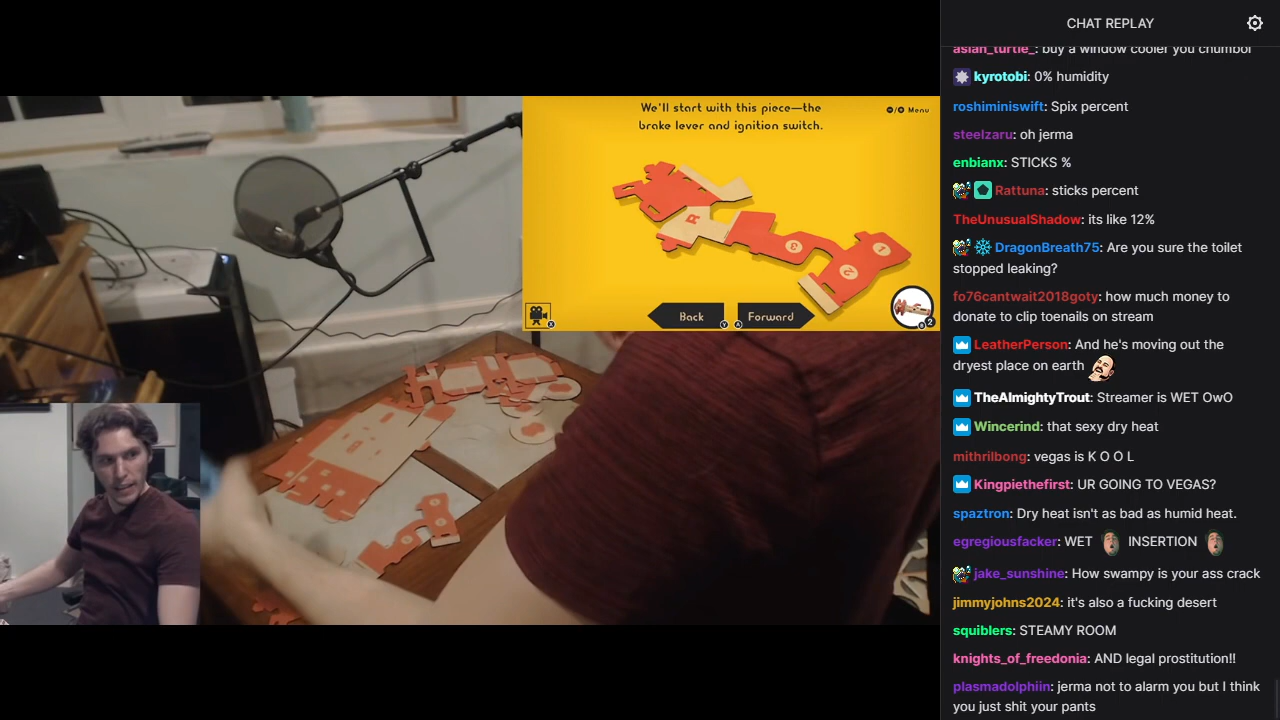 CHAT REPLAY
We'll start with this piece—the
brake lever and ignition switch.
-/+ Menu
R
3
2
1
Back
Y
A
Forward
X
2
asian_turtle_: buy a window cooler you chumbol
kyrotobi: 0% humidity
roshiminiswift: Spix percent
steelzaru: oh jerma
enbianx: STICKS %
Rattuna: sticks percent
TheUnusualShadow: its like 12%
DragonBreath75: Are you sure the toilet
stopped leaking?
fo76cantwait2018goty: how much money to
donate to clip toenails on stream
LeatherPerson: And he's moving out the
dryest place on earth
TheAlmightyTrout: Streamer is WET OwO
Wincerind: that sexy dry heat
mithrilbong: vegas is K O O L
Kingpiethefirst: UR GOING TO VEGAS?
spaztron: Dry heat isn't as bad as humid heat.
egregiousfacker: WET INSERTION
jake_sunshine: How swampy is your ass crack
jimmyjohns2024: it's also a fucking desert
squiblers: STEAMY ROOM
knights_of_freedonia: AND legal prostitution!!
plasmadolphiin: jerma not to alarm you but I think
you just shit your pants